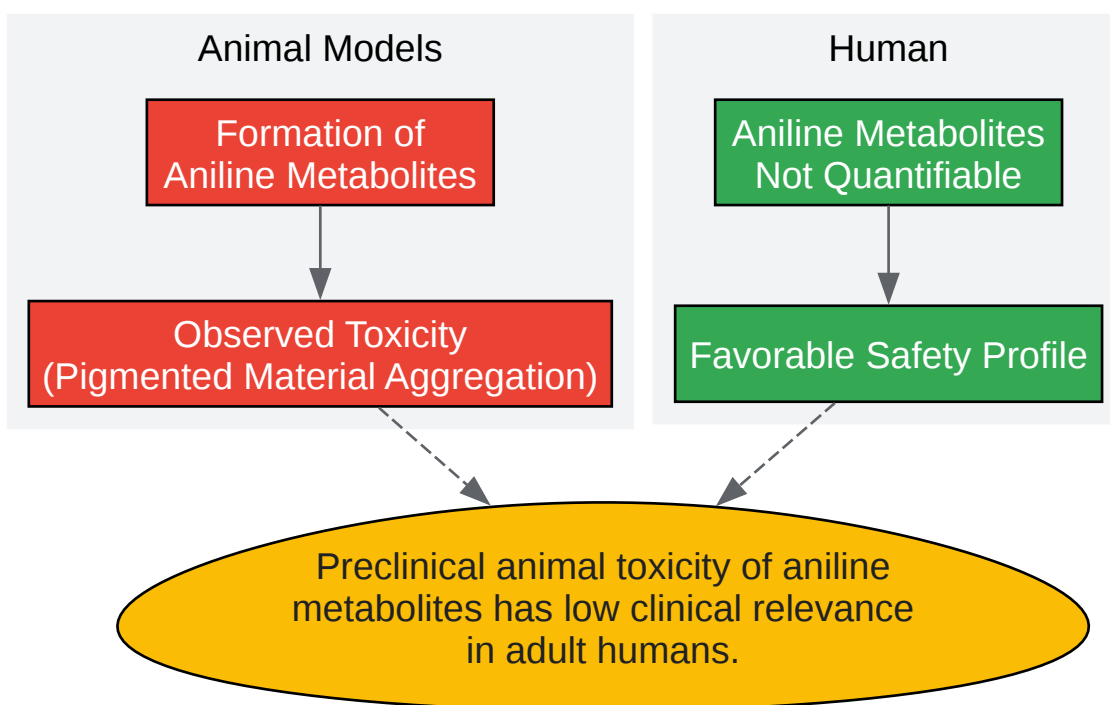 Animal Models
Formation of
Aniline Metabolites
Observed Toxicity
(Pigmented Material Aggregation)
Human
Aniline Metabolites
Not Quantifiable
Favorable Safety Profile
Preclinical animal toxicity of aniline
metabolites has low clinical relevance
in adult humans.